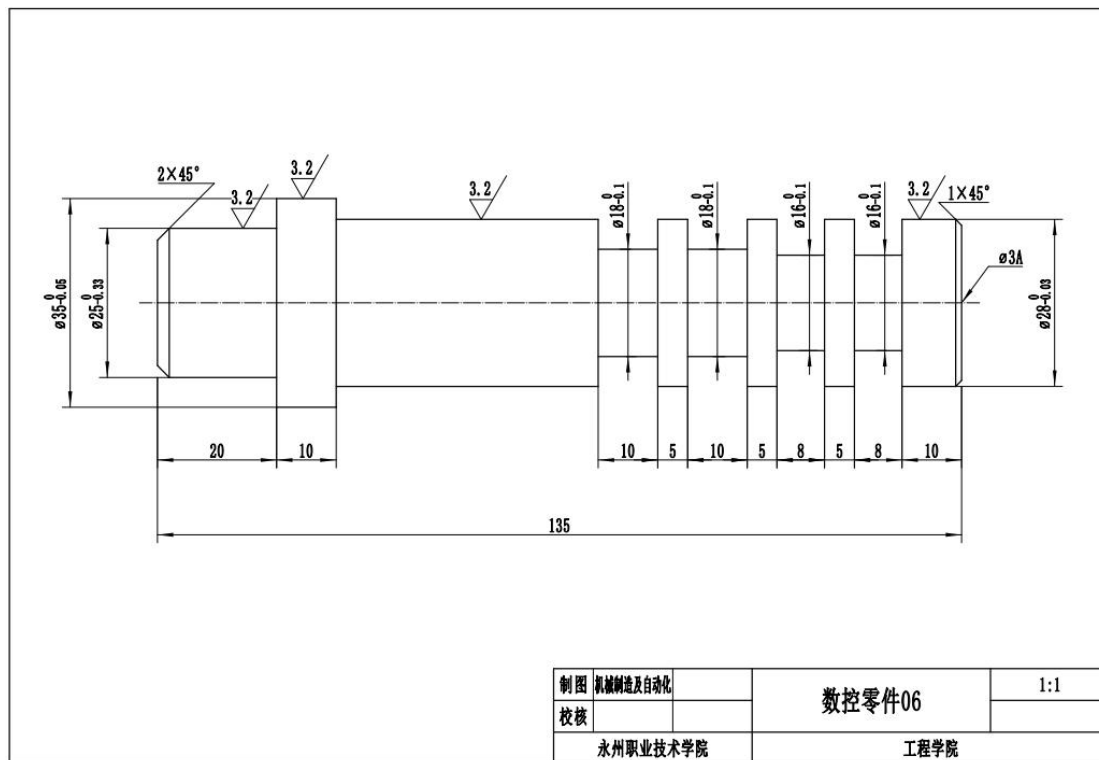 2×45°
3.2
3.2
3.2
ø18 0 -0.1
ø18 0 -0.1
ø16 0 -0.1
ø16 0 -0.1
3.2
1×45°
ø3A
ø35 0 -0.05
ø25 0 -0.33
ø28 0 -0.03
20
10
10
5
10
5
8
5
8
10
135
制图 机械制造及自动化
数控零件06
1:1
校核
永州职业技术学院
工程学院